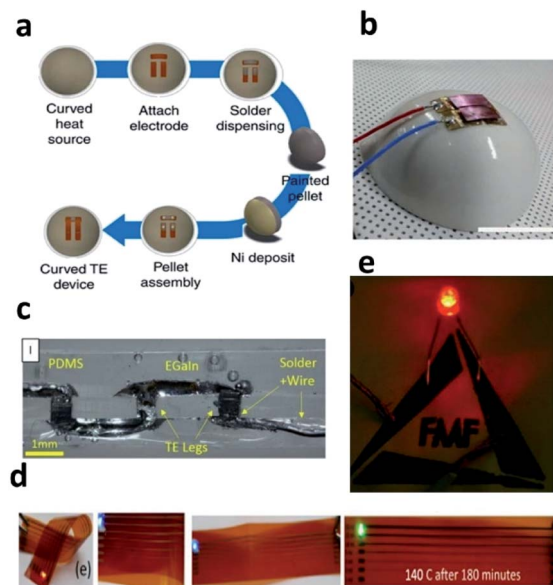 a
Curved
heat
source
Attach
electrode
Solder
dispensing
Painted
pellet
Ni deposit
Pellet
assembly
Curved TE
device
b
c
I
PDMS
EGaIn
Solder
+Wire
TE Legs
1mm
e
FMF
d
(e)
140 C after 180 minutes